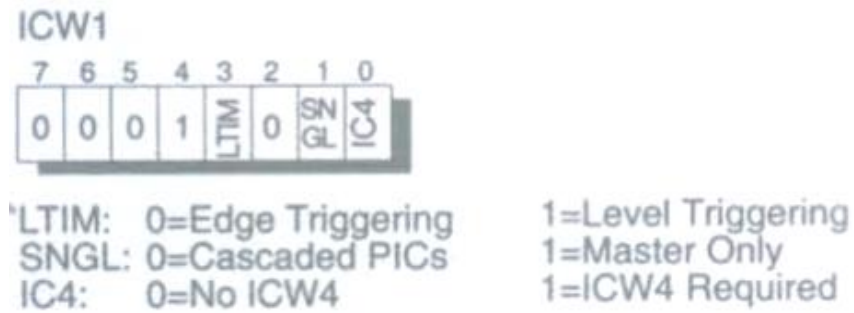 ICW1
7 6 5 4 3 2 1 0
0 0 0 1 LTIM 0 SNGL IC4
LTIM: 0=Edge Triggering 1=Level Triggering
SNGL: 0=Cascaded PICs 1=Master Only
IC4: 0=No ICW4 1=ICW4 Required